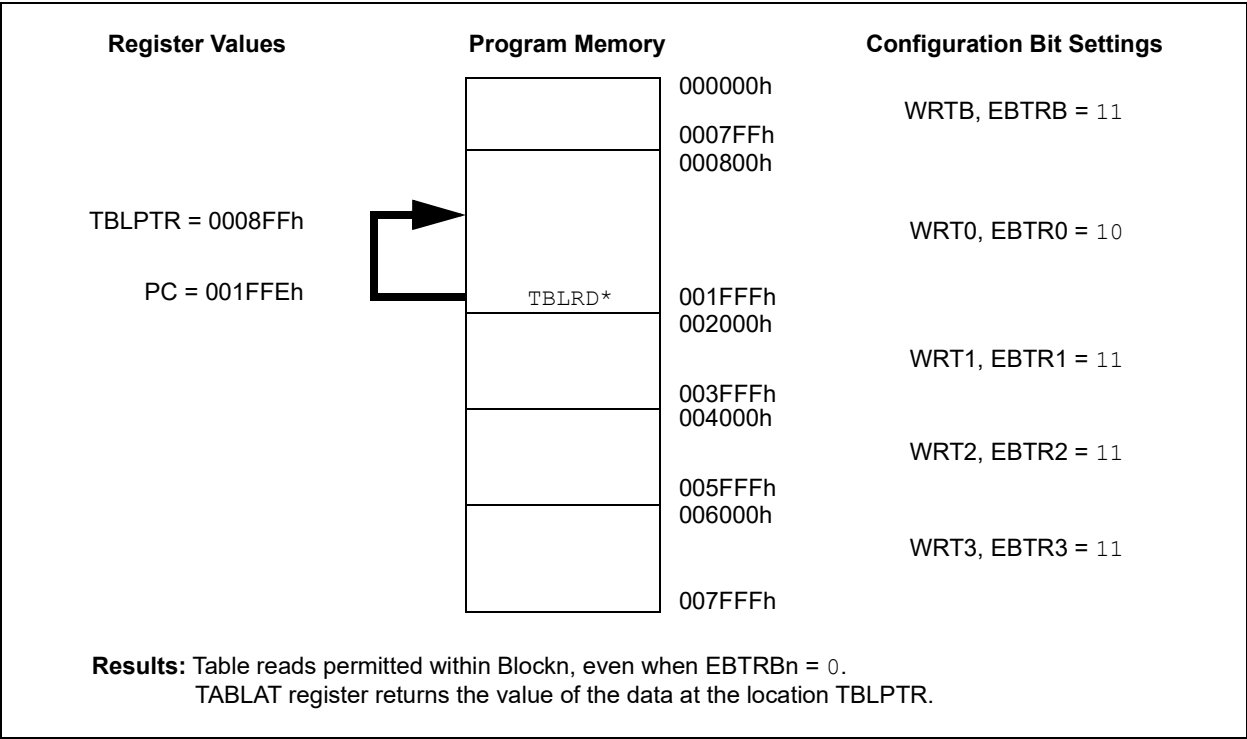 Register Values Program Memory Configuration Bit Settings
000000h
WRTB, EBTRB = 11
0007FFh
000800h
TBLPTR = 0008FFh
WRT0, EBTR0 = 10
PC = 001FFEh TBLRD* 001FFFh
002000h
WRT1, EBTR1 = 11
003FFFh
004000h
WRT2, EBTR2 = 11
005FFFh
006000h
WRT3, EBTR3 = 11
007FFFh
Results: Table reads permitted within Blockn, even when EBTRBn = 0.
TABLAT register returns the value of the data at the location TBLPTR.